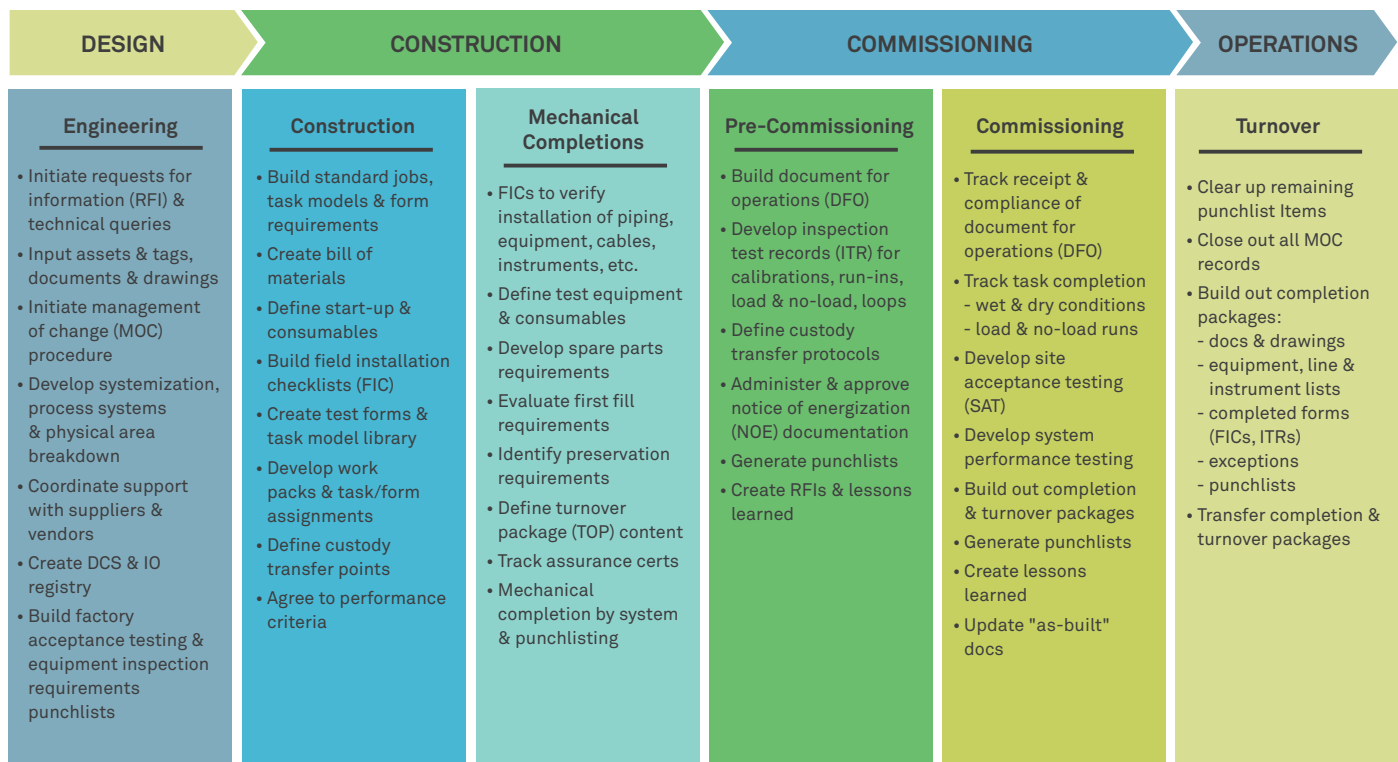 DESIGN
CONSTRUCTION
COMMISSIONING
OPERATIONS
Engineering
• Initiate requests for
information (RFI) &
technical queries
• Input assets & tags,
documents & drawings
• Initiate management
of change (MOC)
procedure
• Develop systemization,
process systems
& physical area
breakdown
• Coordinate support
with suppliers &
vendors
• Create DCS & IO
registry
• Build factory
acceptance testing &
equipment inspection
requirements
punchlists
Construction
• Build standard jobs,
task models & form
requirements
• Create bill of
materials
• Define start-up &
consumables
• Build field installation
checklists (FIC)
• Create test forms &
task model library
• Develop work
packs & task/form
assignments
• Define custody
transfer points
• Agree to performance
criteria
Mechanical
Completions
• FICs to verify
installation of piping,
equipment, cables,
instruments, etc.
• Define test equipment
& consumables
• Develop spare parts
requirements
• Evaluate first fill
requirements
• Identify preservation
requirements
• Define turnover
package (TOP) content
• Track assurance certs
• Mechanical
completion by system
& punchlisting
Pre-Commissioning
• Build document for
operations (DFO)
• Develop inspection
test records (ITR) for
calibrations, run-ins,
load & no-load, loops
• Define custody
transfer protocols
• Administer & approve
notice of energization
(NOE) documentation
• Generate punchlists
• Create RFIs & lessons
learned
Commissioning
• Track receipt &
compliance of
document for
operations (DFO)
• Track task completion
- wet & dry conditions
- load & no-load runs
• Develop site
acceptance testing
(SAT)
• Develop system
performance testing
• Build out completion
& turnover packages
• Generate punchlists
• Create lessons
learned
• Update "as-built"
docs
Turnover
• Clear up remaining
punchlist Items
• Close out all MOC
records
• Build out completion
packages:
- docs & drawings
- equipment, line &
instrument lists
- completed forms
(FICs, ITRs)
- exceptions
- punchlists
• Transfer completion &
turnover packages